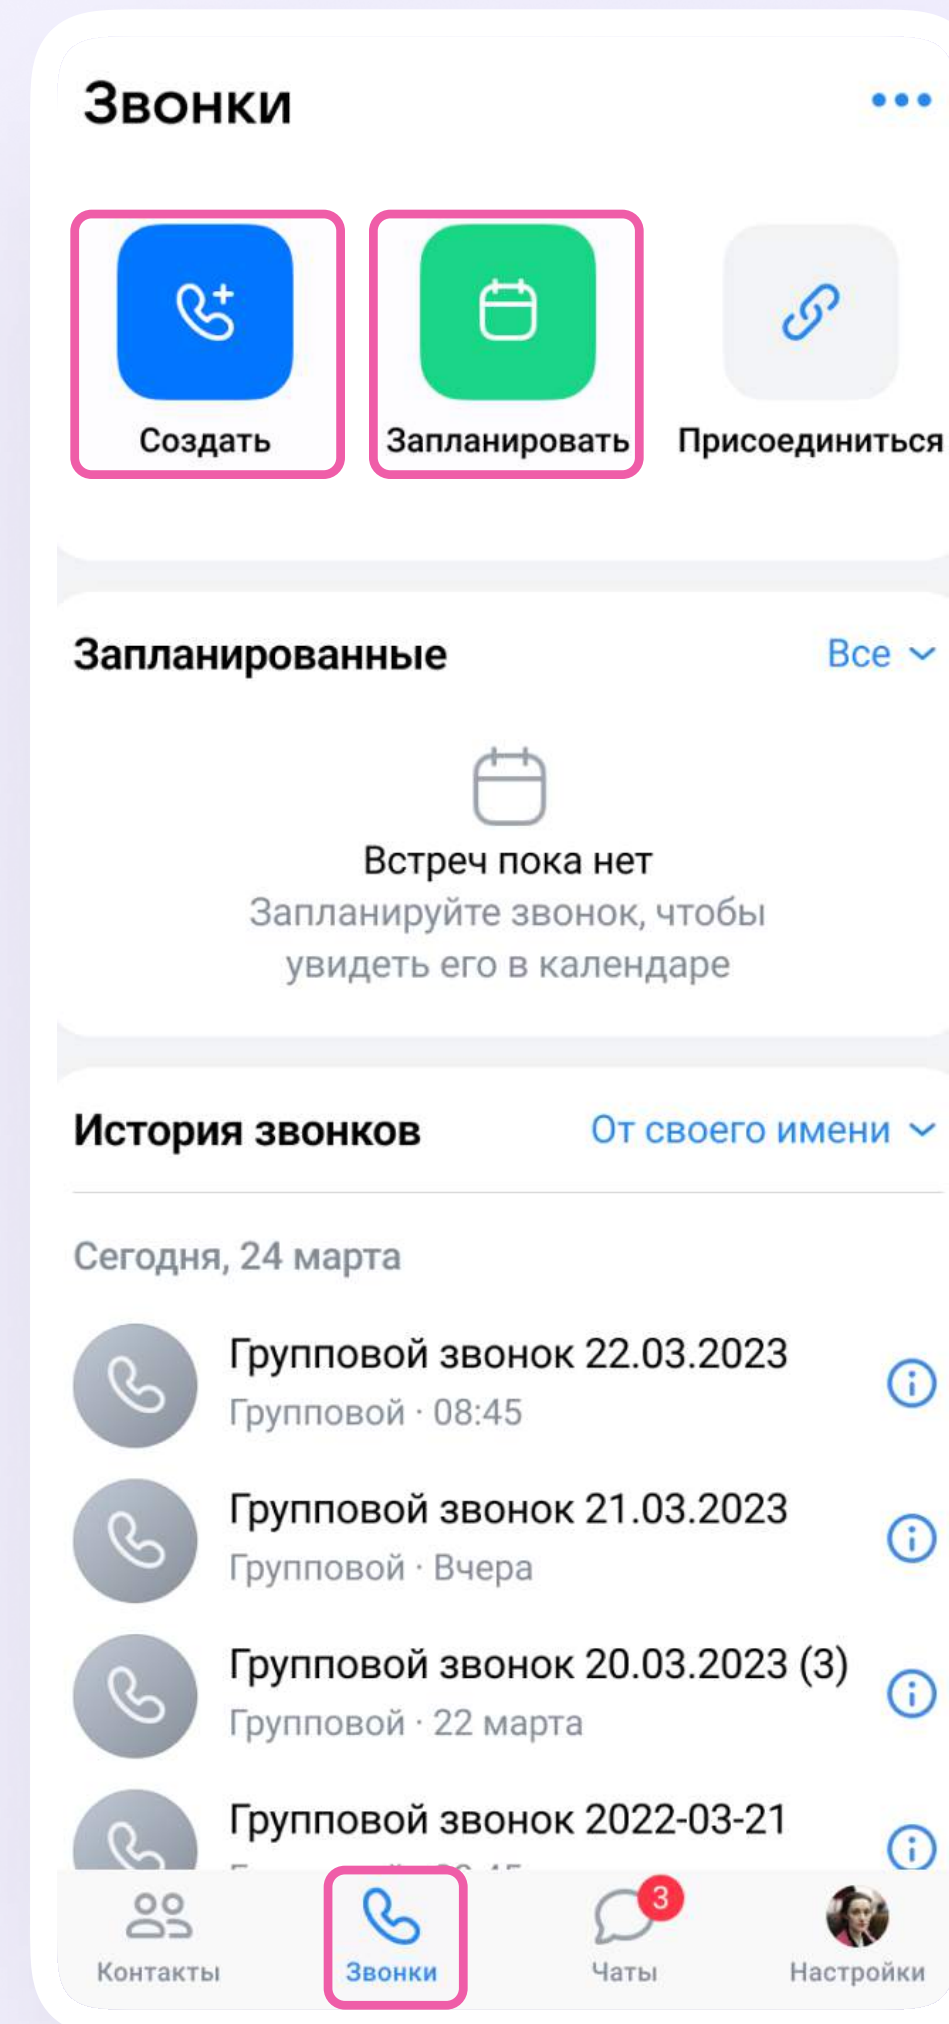 Звонки
Создать
Запланировать
Присоединиться
Запланированные
Все
Встреч пока нет
Запланируйте звонок, чтобы
увидеть его в календаре
История звонков
От своего имени
Сегодня, 24 марта
Групповой звонок 22.03.2023
Групповой · 08:45
Групповой звонок 21.03.2023
Групповой · Вчера
Групповой звонок 20.03.2023 (3)
Групповой · 22 марта
Групповой звонок 2022-03-21
3
Контакты
Звонки
Чаты
Настройки